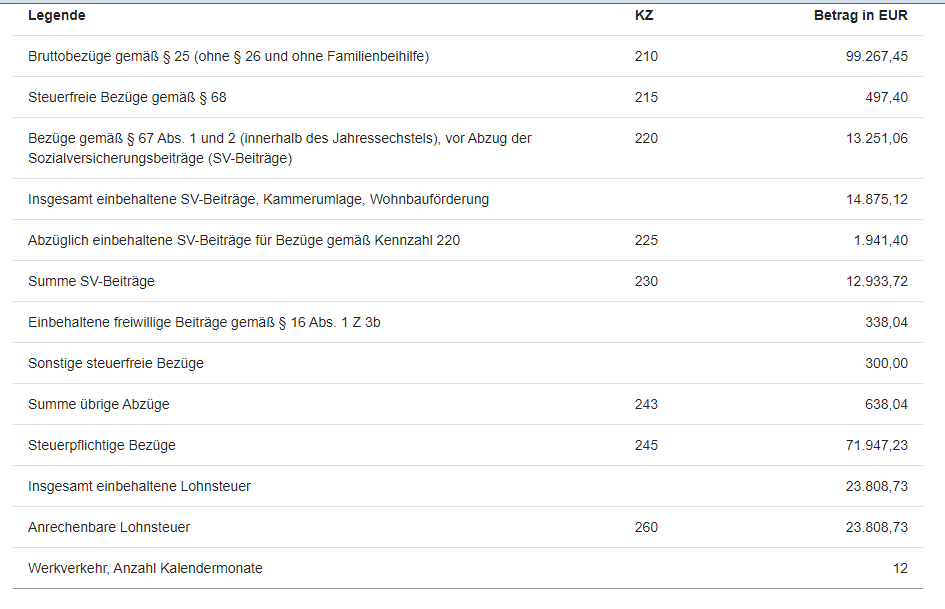 Legende KZ Betrag in EUR
Bruttobezüge gemäß § 25 (ohne § 26 und ohne Familienbeihilfe) 210 99.267,45
Steuerfreie Bezüge gemäß § 68 215 497,40
Bezüge gemäß § 67 Abs. 1 und 2 (innerhalb des Jahressechstels), vor Abzug der 220 13.251,06
Sozialversicherungsbeiträge (SV-Beiträge)
Insgesamt einbehaltene SV-Beiträge, Kammerumlage, Wohnbauförderung 14.875,12
Abzüglich einbehaltene SV-Beiträge für Bezüge gemäß Kennzahl 220 225 1.941,40
Summe SV-Beiträge 230 12.933,72
Einbehaltene freiwillige Beiträge gemäß § 16 Abs. 1 Z 3b 338,04
Sonstige steuerfreie Bezüge 300,00
Summe übrige Abzüge 243 638,04
Steuerpflichtige Bezüge 245 71.947,23
Insgesamt einbehaltene Lohnsteuer 23.808,73
Anrechenbare Lohnsteuer 260 23.808,73
Werkverkehr, Anzahl Kalendermonate 12